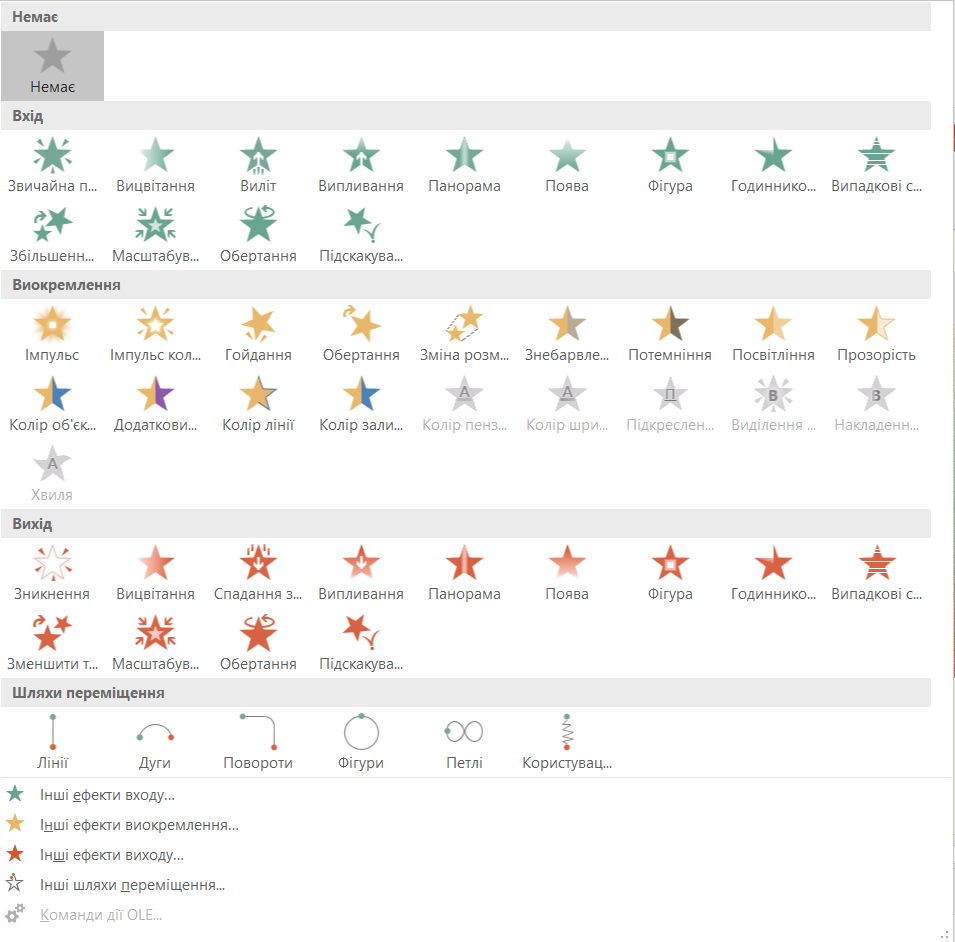 Немає
Немає
Вхід
Звичайна п... Вицвітання Виліт Випливання Панорама Поява Фігура Годиннико... Випадкові с...
Збільшенн... Масштабув... Обертання Підскакува...
Виокремлення
Імпульс Імпульс кол... Гойдання Обертання Зміна розм... Знебарвле... Потемніння Посвітління Прозорість
Колір об'єк... Додаткови... Колір лінії Колір зали... Колір пенз... Колір шри... Підкреслен... Виділення ... Накладенн...
Хвиля
Вихід
Зникнення Вицвітання Спадання з... Випливання Панорама Поява Фігура Годиннико... Випадкові с...
Зменшити т... Масштабув... Обертання Підскакува...
Шляхи переміщення
Лінії Дуги Повороти Фігури Петлі Користувац...
Інші ефекти входу...
Інші ефекти виокремлення...
Інші ефекти виходу...
Інші шляхи переміщення...
Команди дії OLE...